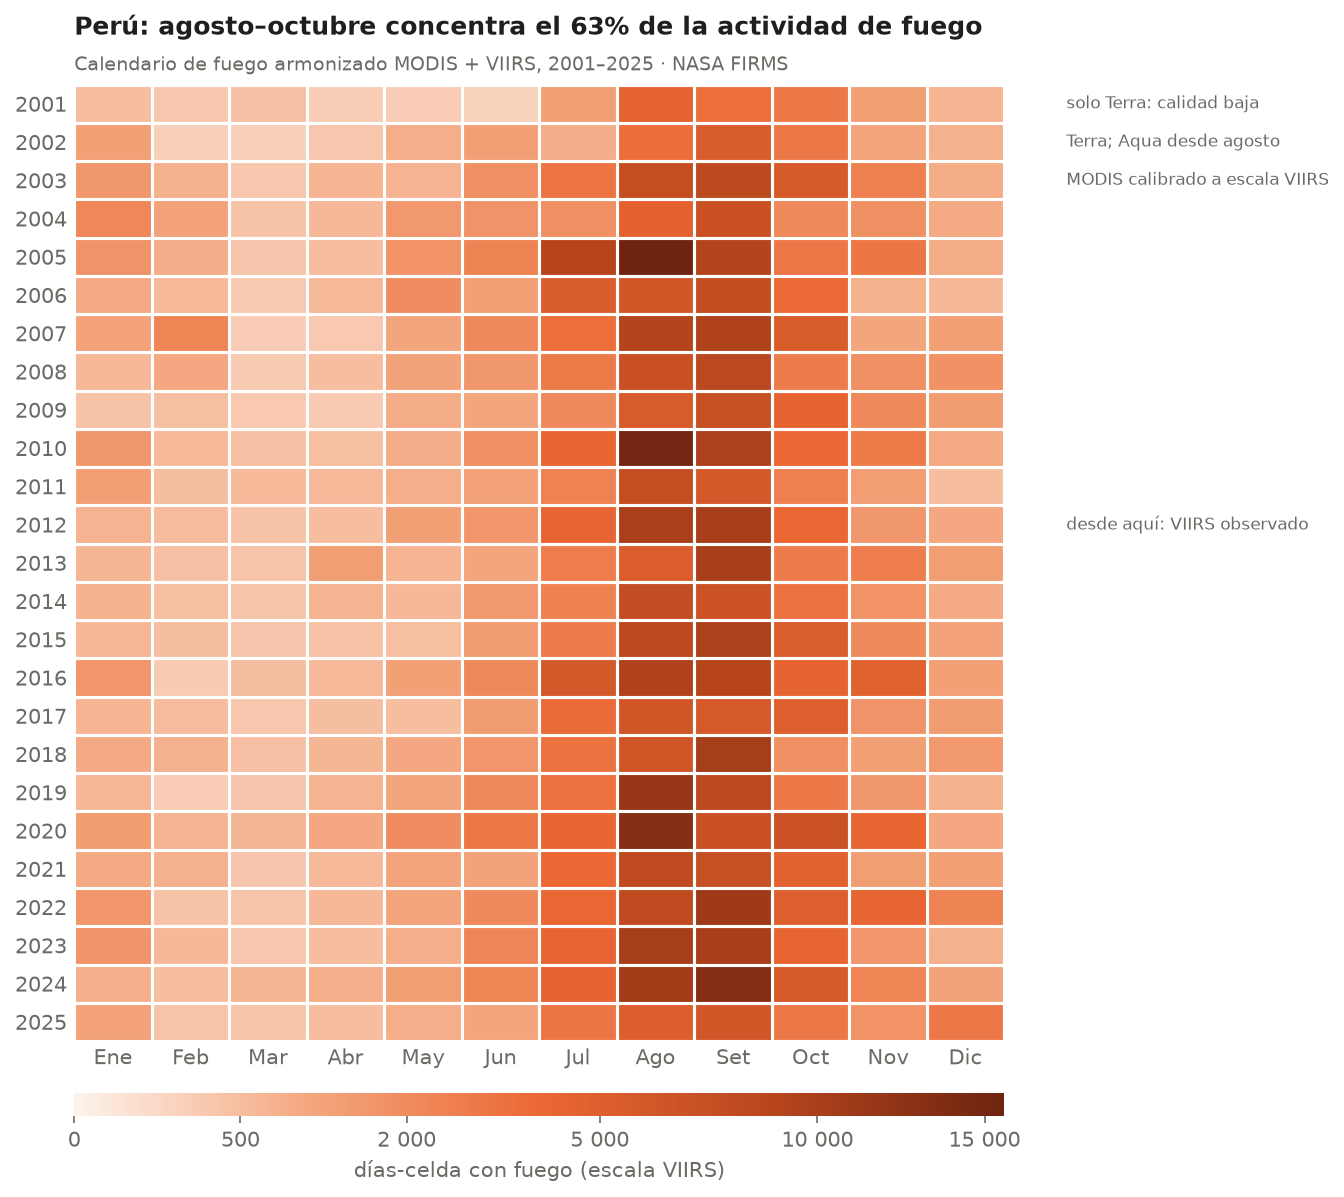 Perú: agosto–octubre concentra el 63% de la actividad de fuego
Calendario de fuego armonizado MODIS + VIIRS, 2001–2025 · NASA FIRMS
2001 solo Terra: calidad baja
2002 Terra; Aqua desde agosto
2003 MODIS calibrado a escala VIIRS
2004
2005
2006
2007
2008
2009
2010
2011
2012 desde aquí: VIIRS observado
2013
2014
2015
2016
2017
2018
2019
2020
2021
2022
2023
2024
2025
Ene Feb Mar Abr May Jun Jul Ago Set Oct Nov Dic
0 500 2 000 5 000 10 000 15 000
días-celda con fuego (escala VIIRS)